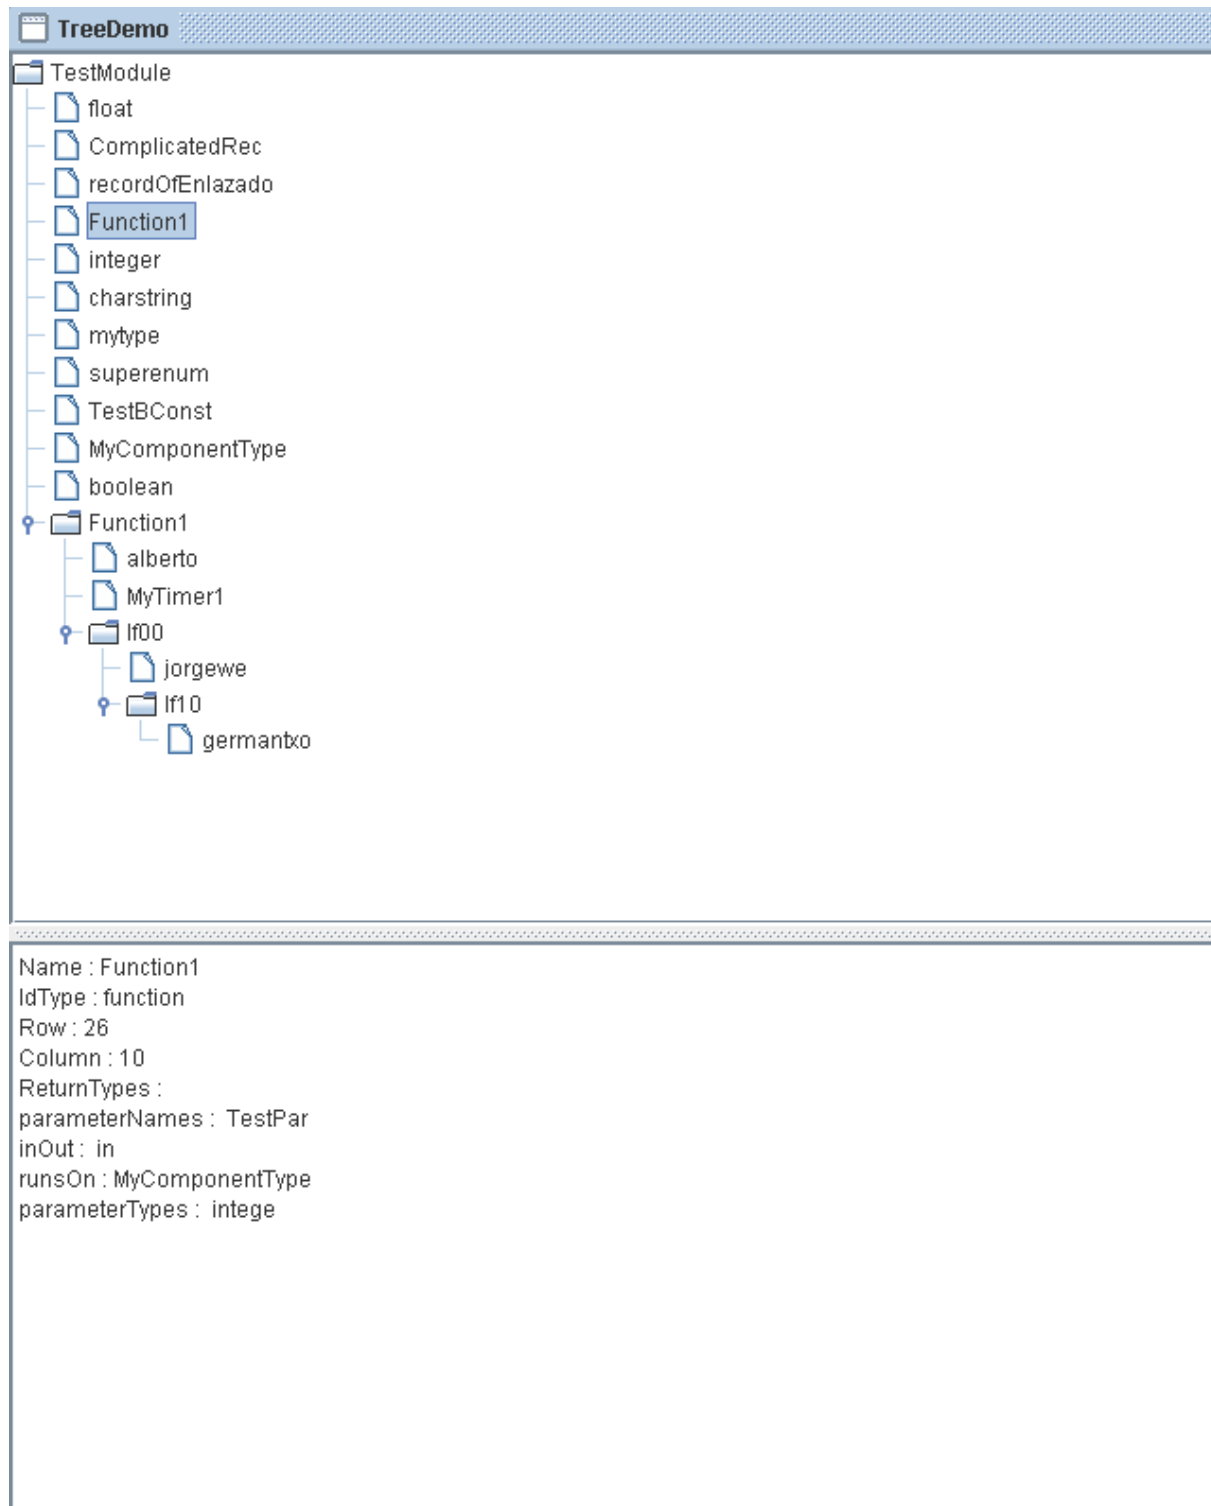 TreeDemo
TestModule
float
ComplicatedRec
recordOfEnlazado
Function1
integer
charstring
mytype
superenum
TestBConst
MyComponentType
boolean
Function1
alberto
MyTimer1
If00
jorgewe
If10
germantxo
Name : Function1
IdType : function
Row : 26
Column : 10
ReturnTypes :
parameterNames :  TestPar
inOut :  in
runsOn : MyComponentType
parameterTypes :  intege